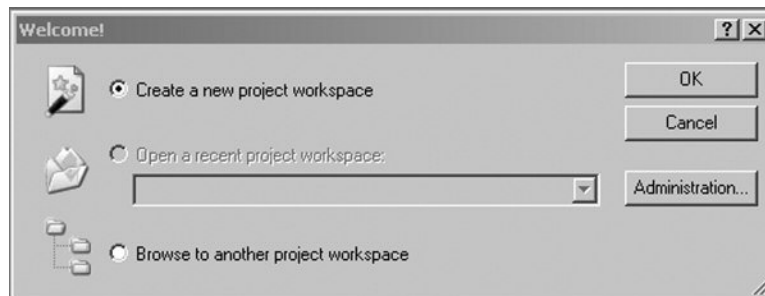 Welcome!
Create a new project workspace
OK
Cancel
Open a recent project workspace:
Administration...
Browse to another project workspace